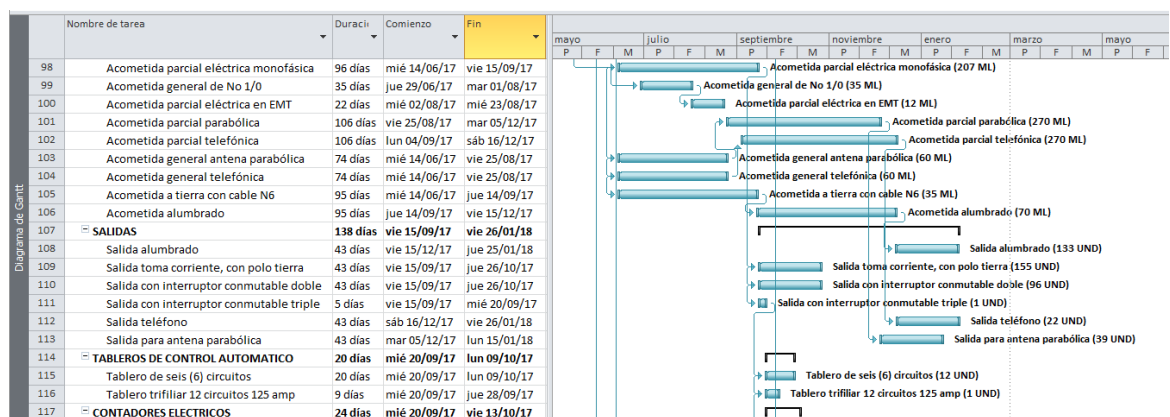 Nombre de tarea Duració Comienzo Fin
mayo julio septiembre noviembre enero marzo mayo
P F M P F M P F M P F M P F M P F M P F
Diagrama de Gantt
98 Acometida parcial eléctrica monofásica 96 días mié 14/06/17 vie 15/09/17 Acometida parcial eléctrica monofásica (207 ML)
99 Acometida general de No 1/0 35 días jue 29/06/17 mar 01/08/17 Acometida general de No 1/0 (35 ML)
100 Acometida parcial eléctrica en EMT 22 días mié 02/08/17 mié 23/08/17 Acometida parcial eléctrica en EMT (12 ML)
101 Acometida parcial parabólica 106 días vie 25/08/17 mar 05/12/17 Acometida parcial parabólica (270 ML)
102 Acometida parcial telefónica 106 días lun 04/09/17 sáb 16/12/17 Acometida parcial telefónica (270 ML)
103 Acometida general antena parabólica 74 días mié 14/06/17 vie 25/08/17 Acometida general antena parabólica (60 ML)
104 Acometida general telefónica 74 días mié 14/06/17 vie 25/08/17 Acometida general telefónica (60 ML)
105 Acometida a tierra con cable N6 95 días mié 14/06/17 jue 14/09/17 Acometida a tierra con cable N6 (35 ML)
106 Acometida alumbrado 95 días jue 14/09/17 vie 15/12/17 Acometida alumbrado (70 ML)
107 SALIDAS 138 días vie 15/09/17 vie 26/01/18
108 Salida alumbrado 43 días vie 15/12/17 jue 25/01/18 Salida alumbrado (133 UND)
109 Salida toma corriente, con polo tierra 43 días vie 15/09/17 jue 26/10/17 Salida toma corriente, con polo tierra (155 UND)
110 Salida con interruptor conmutable doble 43 días vie 15/09/17 jue 26/10/17 Salida con interruptor conmutable doble (96 UND)
111 Salida con interruptor conmutable triple 5 días vie 15/09/17 mié 20/09/17 Salida con interruptor conmutable triple (1 UND)
112 Salida teléfono 43 días sáb 16/12/17 vie 26/01/18 Salida teléfono (22 UND)
113 Salida para antena parabólica 43 días mar 05/12/17 lun 15/01/18 Salida para antena parabólica (39 UND)
114 TABLEROS DE CONTROL AUTOMATICO 20 días mié 20/09/17 lun 09/10/17
115 Tablero de seis (6) circuitos 20 días mié 20/09/17 lun 09/10/17 Tablero de seis (6) circuitos (12 UND)
116 Tablero trifiliar 12 circuitos 125 amp 9 días mié 20/09/17 jue 28/09/17 Tablero trifiliar 12 circuitos 125 amp (1 UND)
117 CONTADORES ELECTRICOS 24 días mié 20/09/17 vie 13/10/17